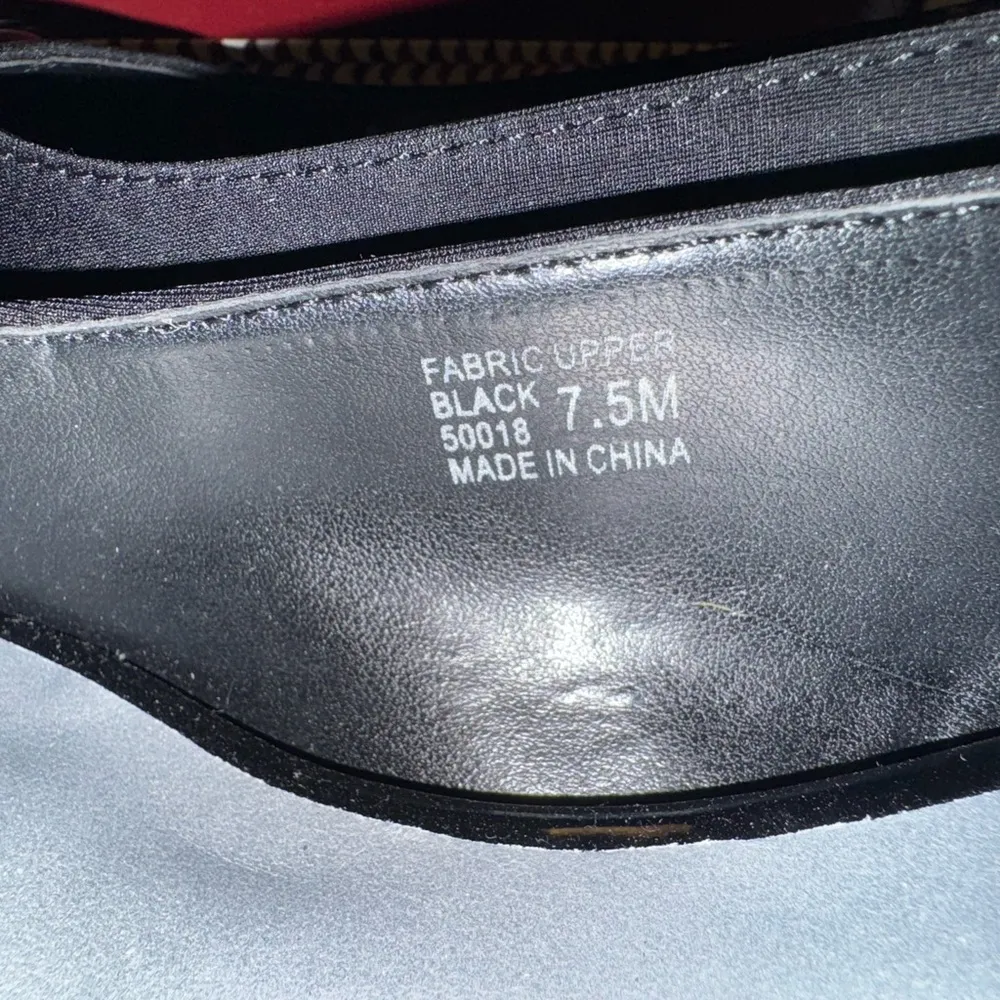 FABRIC UPPER
BLACK 7.5M
50018
MADE IN CHINA